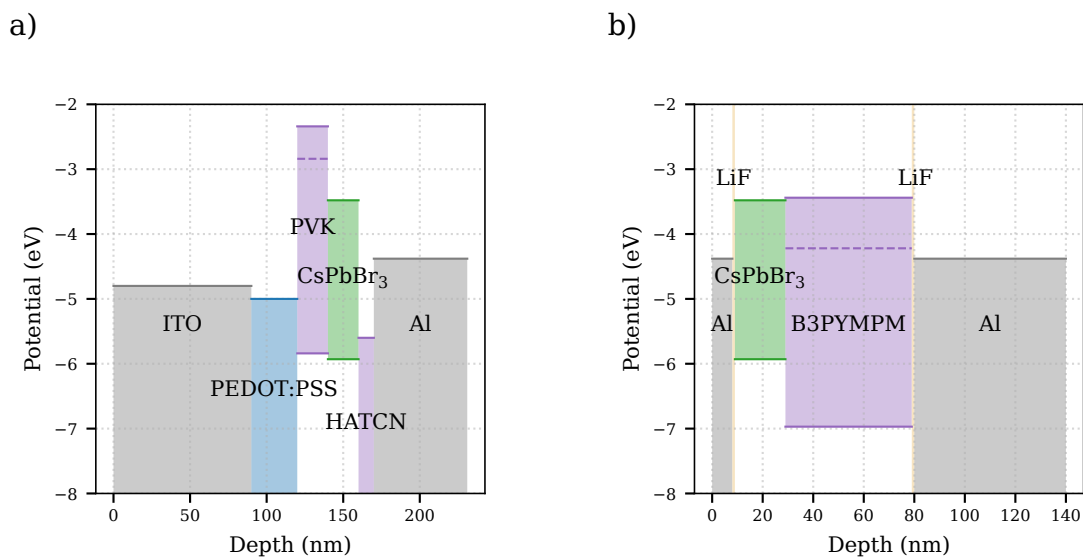 a)
b)
−2
−3
−4
−5
−6
−7
−8
Potential (eV)
ITO
PEDOT:PSS
PVK
CsPbBr₃
HATCN
Al
0
50
100
150
200
Depth (nm)
−2
−3
−4
−5
−6
−7
−8
Potential (eV)
LiF
LiF
CsPbBr₃
Al
B3PYMPM
Al
0
20
40
60
80
100
120
140
Depth (nm)